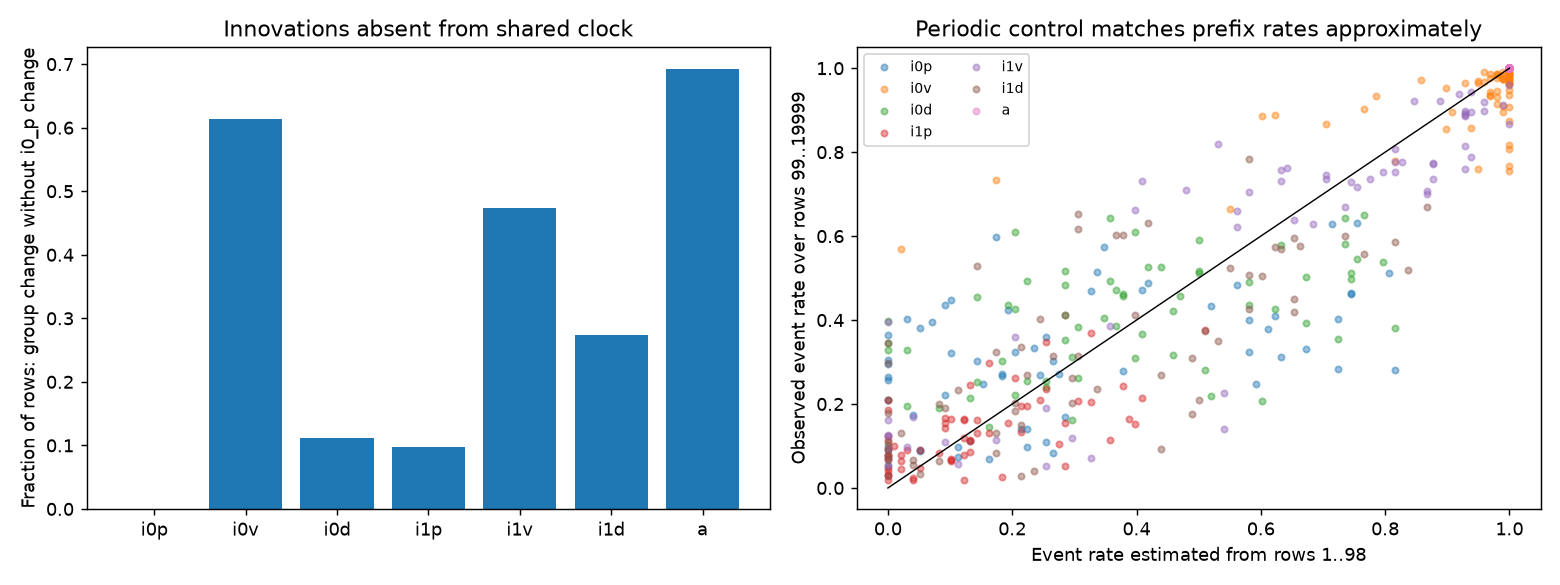 Innovations absent from shared clock
Fraction of rows: group change without i0_p change
0.7
0.6
0.5
0.4
0.3
0.2
0.1
0.0
i0p i0v i0d i1p i1v i1d a
Periodic control matches prefix rates approximately
Observed event rate over rows 99..19999
1.0
0.8
0.6
0.4
0.2
0.0
i0p i1v
i0v i1d
i0d a
i1p
0.0 0.2 0.4 0.6 0.8 1.0
Event rate estimated from rows 1..98